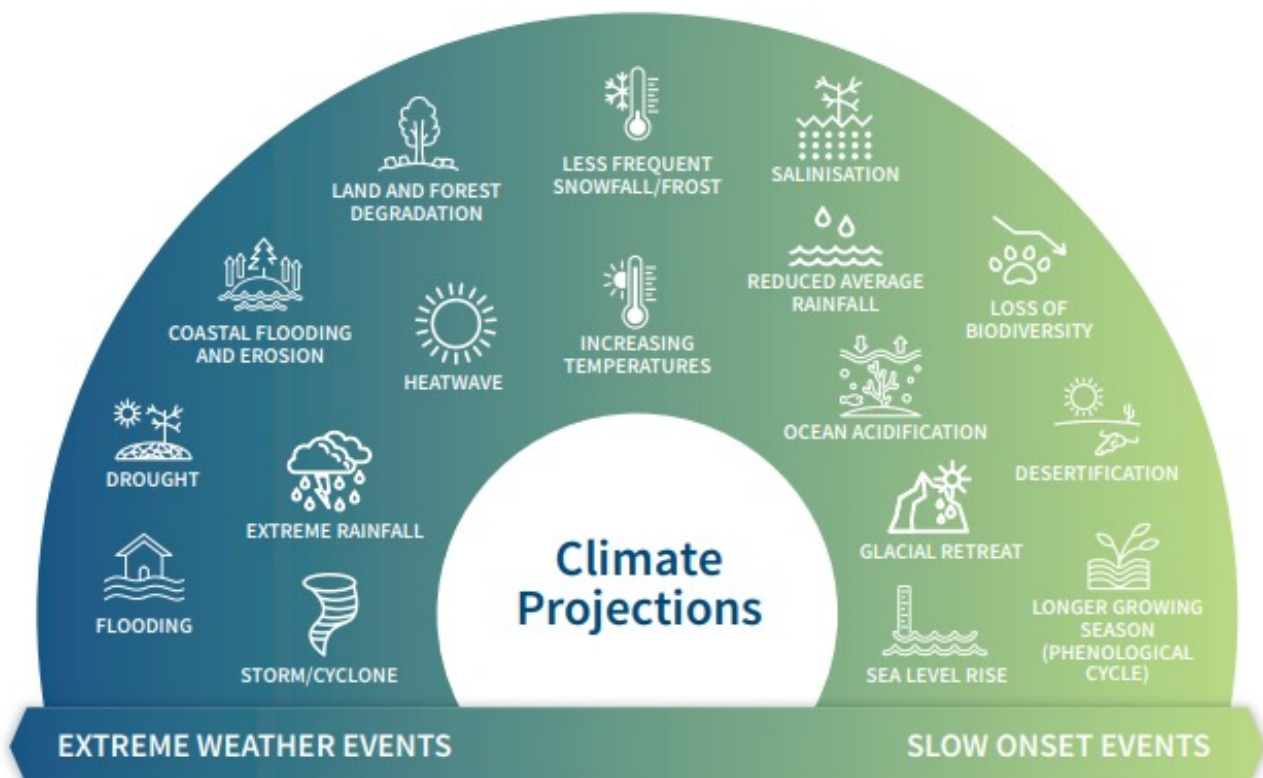 LAND AND FOREST
DEGRADATION
LESS FREQUENT
SNOWFALL/FROST
SALINISATION
COASTAL FLOODING
AND EROSION
HEATWAVE
INCREASING
TEMPERATURES
REDUCED AVERAGE
RAINFALL
LOSS OF
BIODIVERSITY
DROUGHT
EXTREME RAINFALL
OCEAN ACIDIFICATION
DESERTIFICATION
FLOODING
STORM/CYCLONE
Climate
Projections
GLACIAL RETREAT
SEA LEVEL RISE
LONGER GROWING
SEASON
(PHENOLOGICAL
CYCLE)
EXTREME WEATHER EVENTS
SLOW ONSET EVENTS